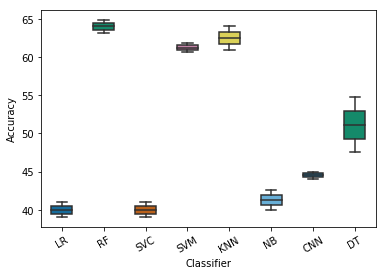 65
60
55
50
45
40
Accuracy
LR
RF
SVC
SVM
KNN
NB
CNN
DT
Classifier